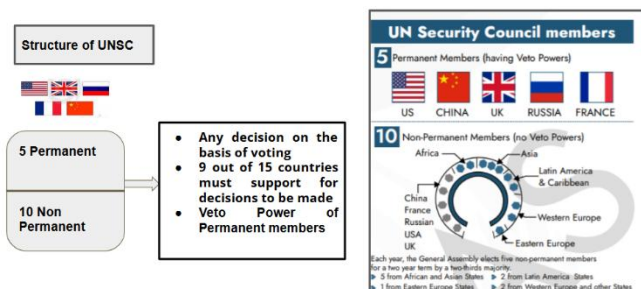 Structure of UNSC
5 Permanent
10 Non
Permanent
• Any decision on the
basis of voting
• 9 out of 15 countries
must support for
decisions to be made
• Veto Power of
Permanent members
UN Security Council members
5 Permanent Members (having Veto Powers)
US CHINA UK RUSSIA FRANCE
10 Non-Permanent Members (no Veto Powers)
Africa
Asia
Latin America
& Caribbean
China
France
Russian
USA
UK
Western Europe
Eastern Europe
Each year, the General Assembly elects five non-permanent members
for a two year term by a two-thirds majority.
▶ 5 from African and Asian States ▶ 2 from Latin America States
▶ 1 from Eastern Europe States ▶ 2 from Western Europe and other States